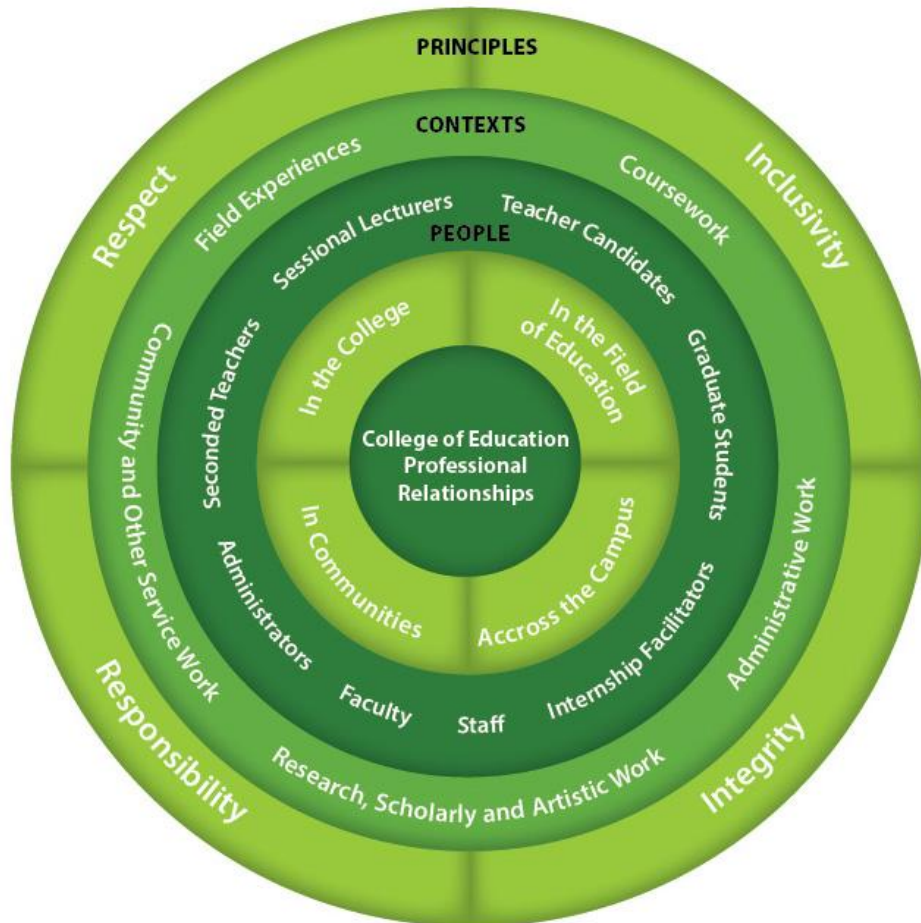 PRINCIPLES
Respect
Inclusivity
Responsibility
Integrity
CONTEXTS
Field Experiences
Coursework
Community and Other Service Work
Administrative Work
Research, Scholarly and Artistic Work
Sessional Lecturers
Teacher Candidates
PEOPLE
Seconded Teachers
Graduate Students
Administrators
Internship Facilitators
Faculty
Staff
In the College
In the Field
of Education
In Communities
Accross the Campus
College of Education
Professional
Relationships